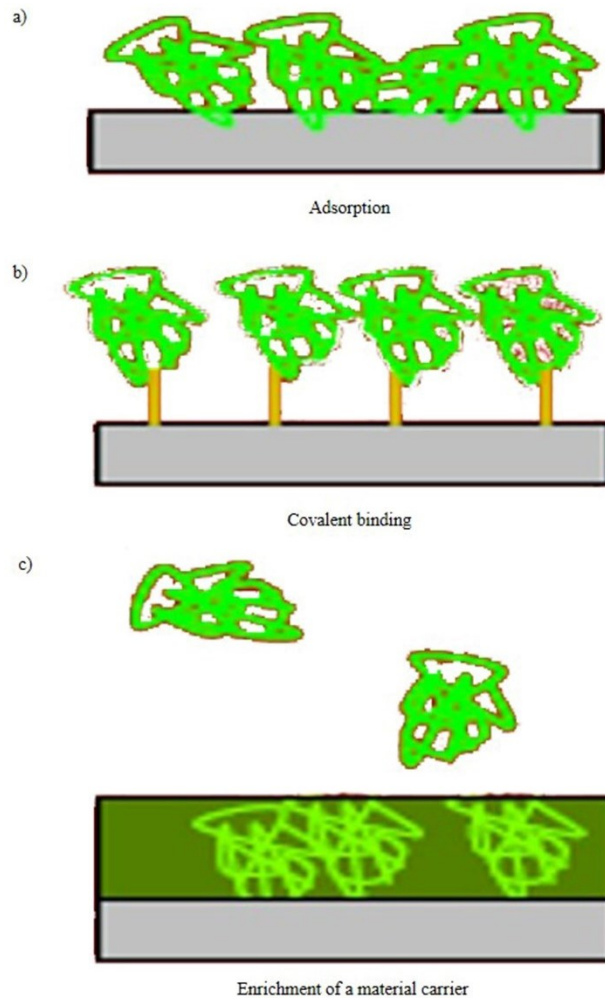 a)
Adsorption
b)
Covalent binding
c)
Enrichment of a material carrier